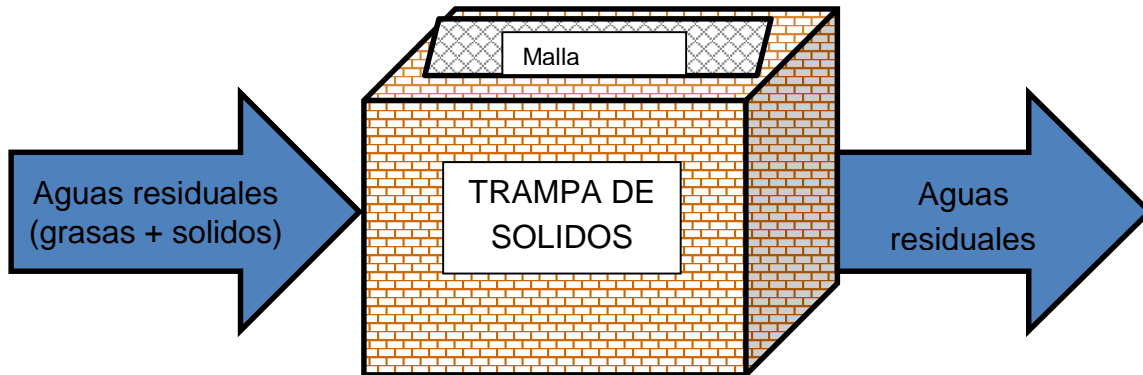 Malla
Aguas residuales
(grasas + solidos)
TRAMPA DE
SOLIDOS
Aguas
residuales